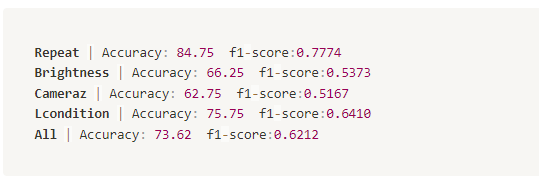 Repeat | Accuracy: 84.75 f1-score:0.7774
Brightness | Accuracy: 66.25 f1-score:0.5373
Cameraz | Accuracy: 62.75 f1-score:0.5167
Lcondition | Accuracy: 75.75 f1-score:0.6410
All | Accuracy: 73.62 f1-score:0.6212